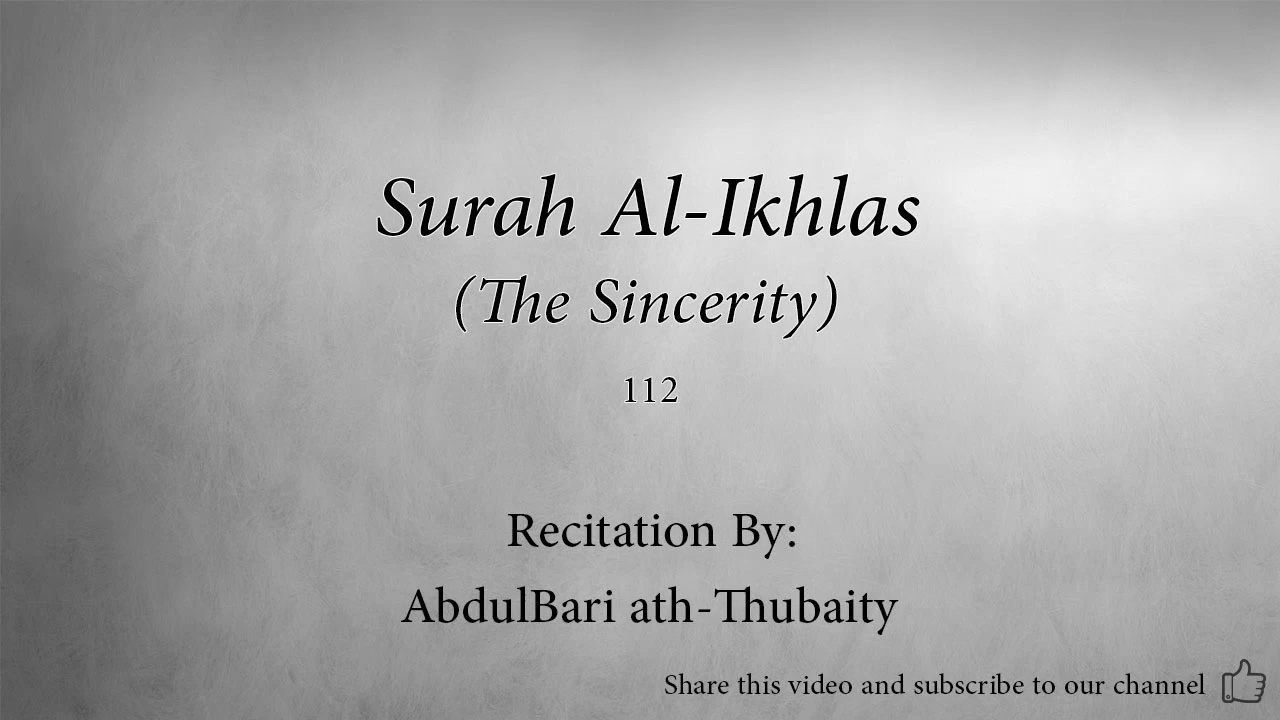 Surah Al-Ikhlas
(The Sincerity)
112
Recitation By:
AbdulBari ath-Thubaity
Share this video and subscribe to our channel